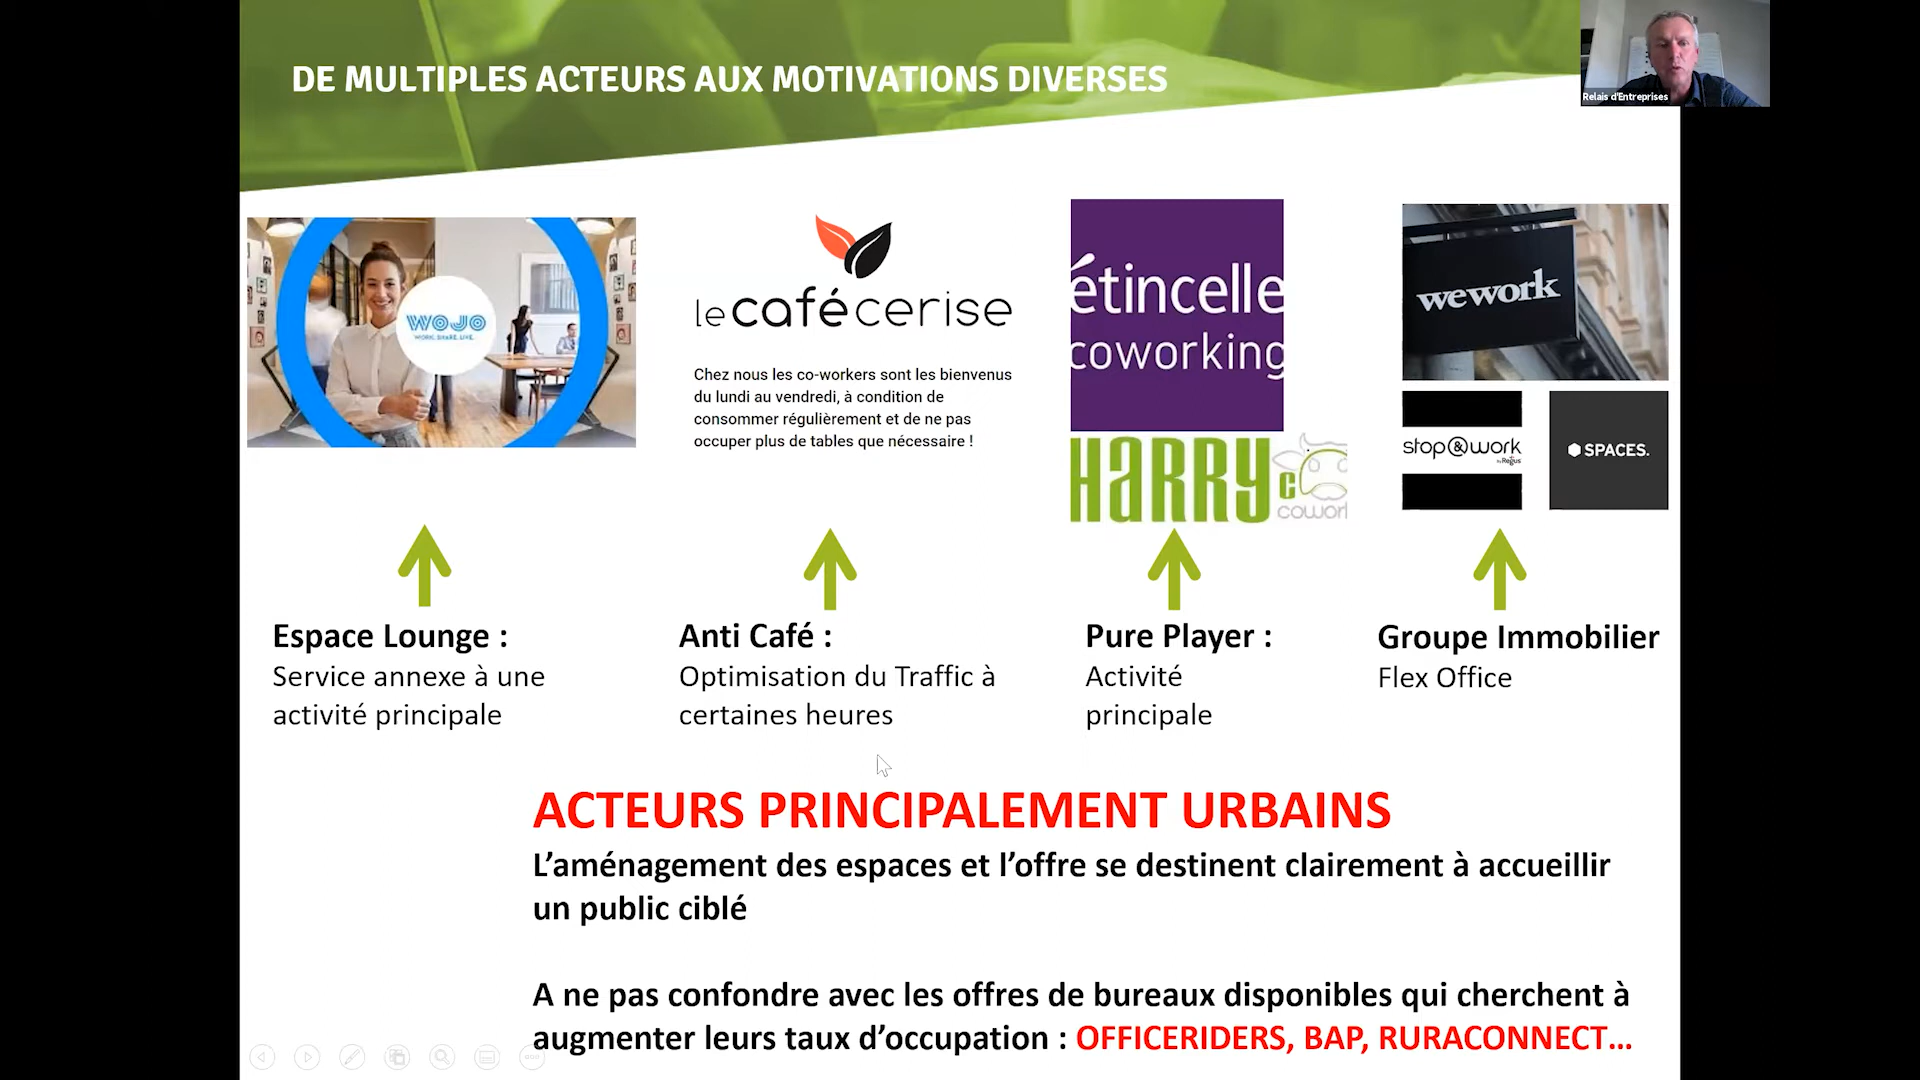 DE MULTIPLES ACTEURS AUX MOTIVATIONS DIVERSES
Relais d'Entreprises
WOJO
WORK. SHARE. LIVE.
le café cerise
Chez nous les co-workers sont les bienvenus
du lundi au vendredi, à condition de
consommer régulièrement et de ne pas
occuper plus de tables que nécessaire !
étincelle
coworking
HARRY
cowork
wework
stop&work
by Regus
SPACES.
Espace Lounge :
Service annexe à une
activité principale
Anti Café :
Optimisation du Traffic à
certaines heures
Pure Player :
Activité
principale
Groupe Immobilier
Flex Office
ACTEURS PRINCIPALEMENT URBAINS
L'aménagement des espaces et l'offre se destinent clairement à accueillir
un public ciblé
A ne pas confondre avec les offres de bureaux disponibles qui cherchent à
augmenter leurs taux d'occupation : OFFICERIDERS, BAP, RURACONNECT...